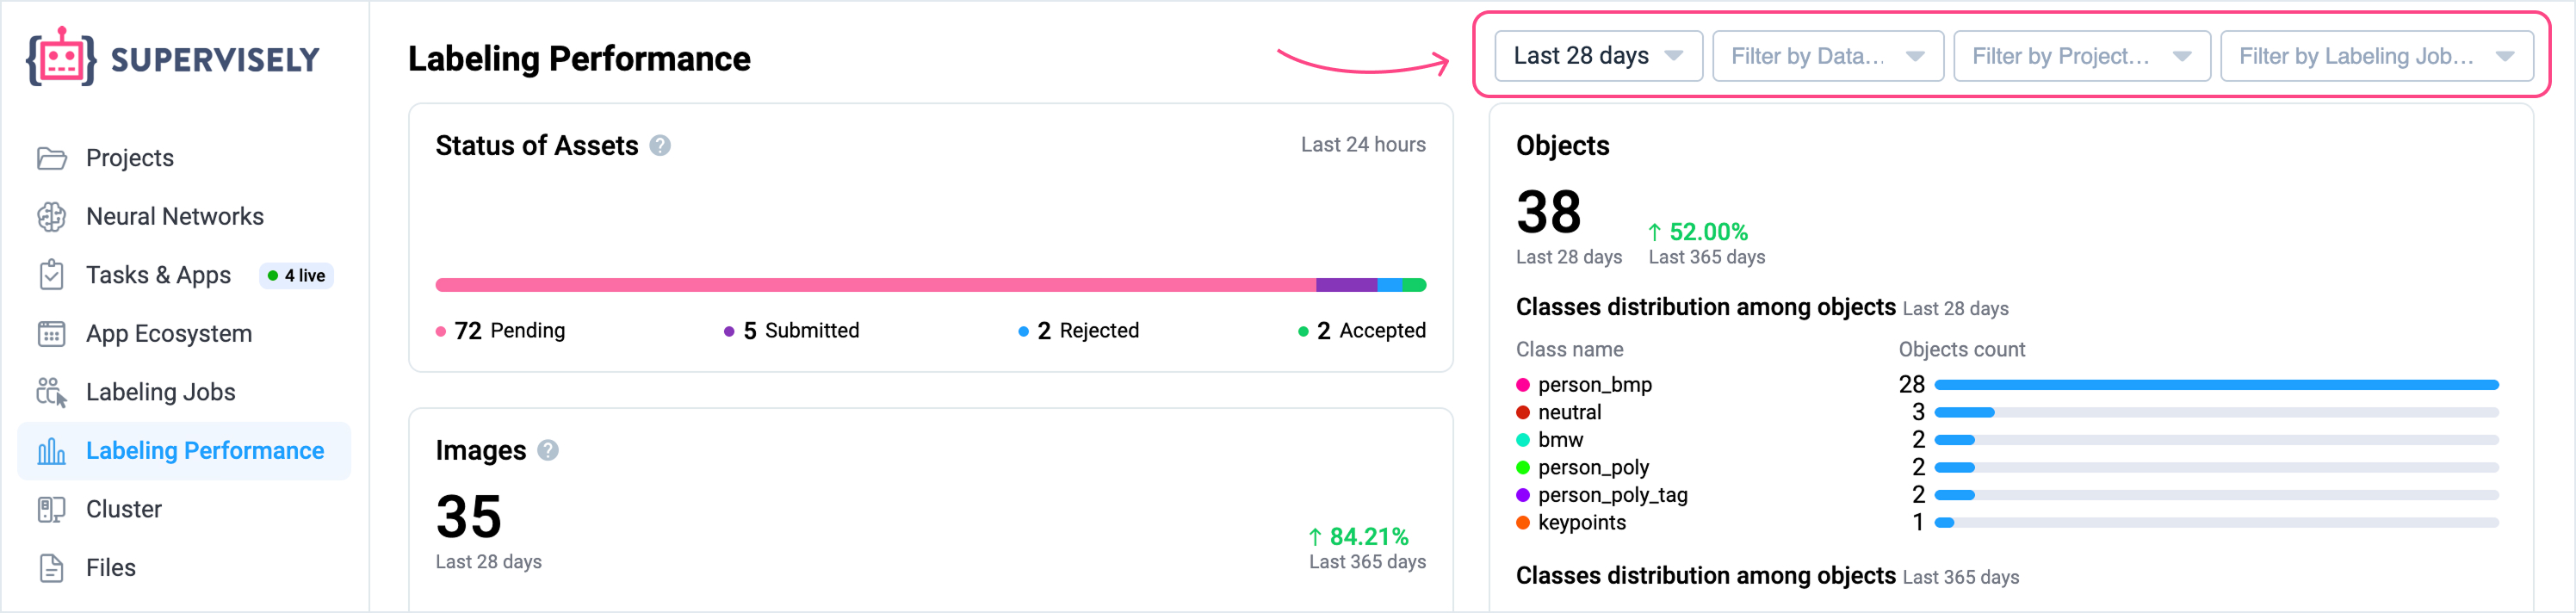 SUPERVISELY
Projects
Neural Networks
Tasks & Apps
4 live
App Ecosystem
Labeling Jobs
Labeling Performance
Cluster
Files
Labeling Performance
Last 28 days
Filter by Data...
Filter by Project...
Filter by Labeling Job...
Status of Assets ?
Last 24 hours
72 Pending
5 Submitted
2 Rejected
2 Accepted
Images ?
35
Last 28 days
↑ 84.21%
Last 365 days
Objects
38
Last 28 days
↑ 52.00%
Last 365 days
Classes distribution among objects Last 28 days
Class name Objects count
person_bmp 28
neutral 3
bmw 2
person_poly 2
person_poly_tag 2
keypoints 1
Classes distribution among objects Last 365 days